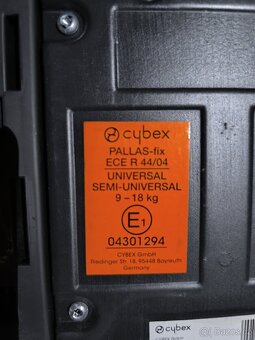 cybex
PALLAS-fix
ECE R 44/04
UNIVERSAL
SEMI-UNIVERSAL
9 – 18 kg
E1
04301294
CYBEX GmbH
Riedinger Str. 18, 95448 Bayreuth
Germany
cybex